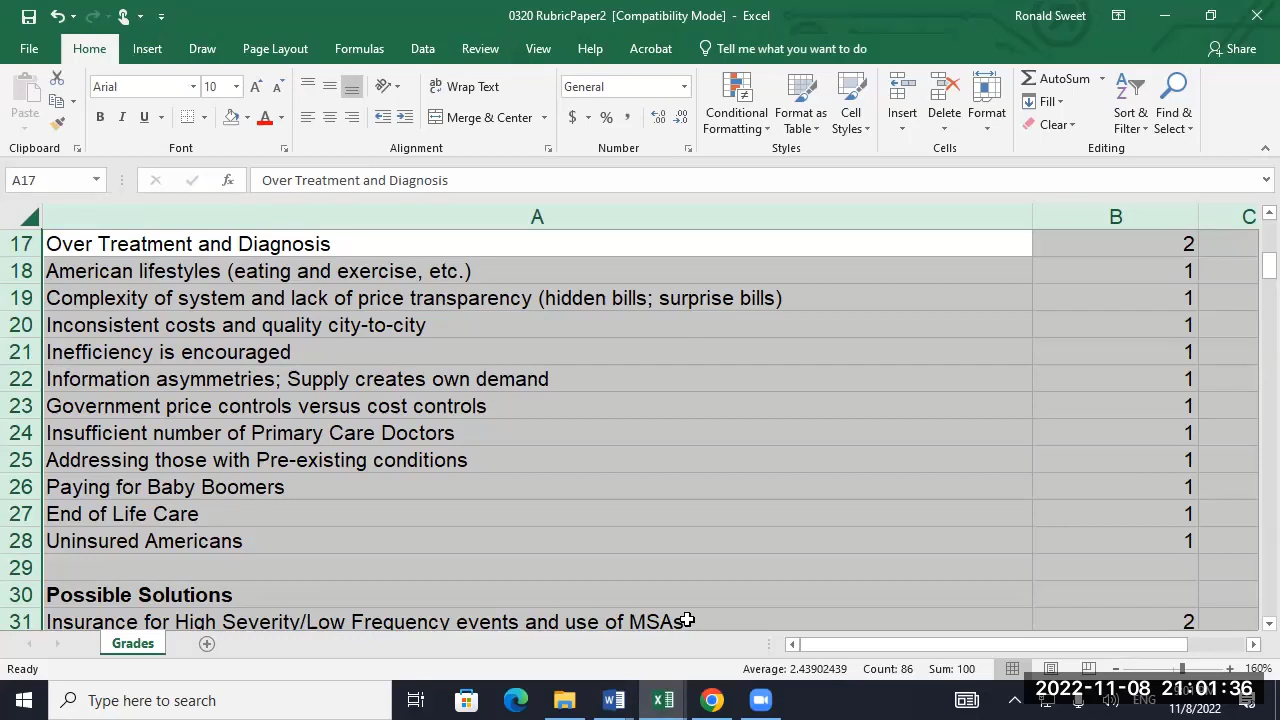 0320 RubricPaper2 [Compatibility Mode] - Excel
Ronald Sweet
File Home Insert Draw Page Layout Formulas Data Review View Help Acrobat Tell me what you want to do Share
Paste
Arial 10
B I U A
Wrap Text
Merge & Center
General
$ % ,
Conditional Formatting
Format as Table
Cell Styles
Insert Delete Format
AutoSum
Fill
Clear
Sort & Filter
Find & Select
Clipboard Font Alignment Number Styles Cells Editing
A17 fx Over Treatment and Diagnosis
A B C
17 Over Treatment and Diagnosis 2
18 American lifestyles (eating and exercise, etc.) 1
19 Complexity of system and lack of price transparency (hidden bills; surprise bills) 1
20 Inconsistent costs and quality city-to-city 1
21 Inefficiency is encouraged 1
22 Information asymmetries; Supply creates own demand 1
23 Government price controls versus cost controls 1
24 Insufficient number of Primary Care Doctors 1
25 Addressing those with Pre-existing conditions 1
26 Paying for Baby Boomers 1
27 End of Life Care 1
28 Uninsured Americans 1
29
30 Possible Solutions
31 Insurance for High Severity/Low Frequency events and use of MSAs 2
Grades
Ready Average: 2.43902439 Count: 86 Sum: 100 160%
Type here to search
2022-11-08 21:01:36
ENG
11/8/2022